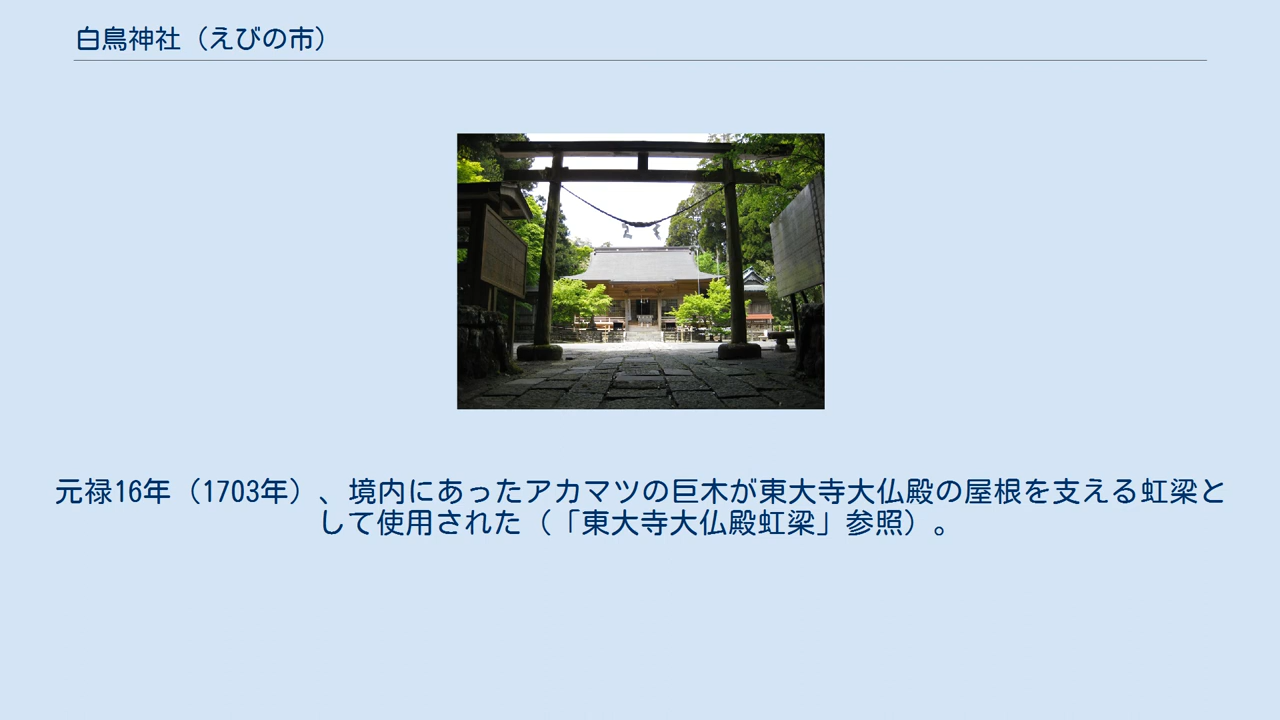 白鳥神社（えびの市）
元禄16年（1703年）、境内にあったアカマツの巨木が東大寺大仏殿の屋根を支える虹梁と
して使用された（「東大寺大仏殿虹梁」参照）。